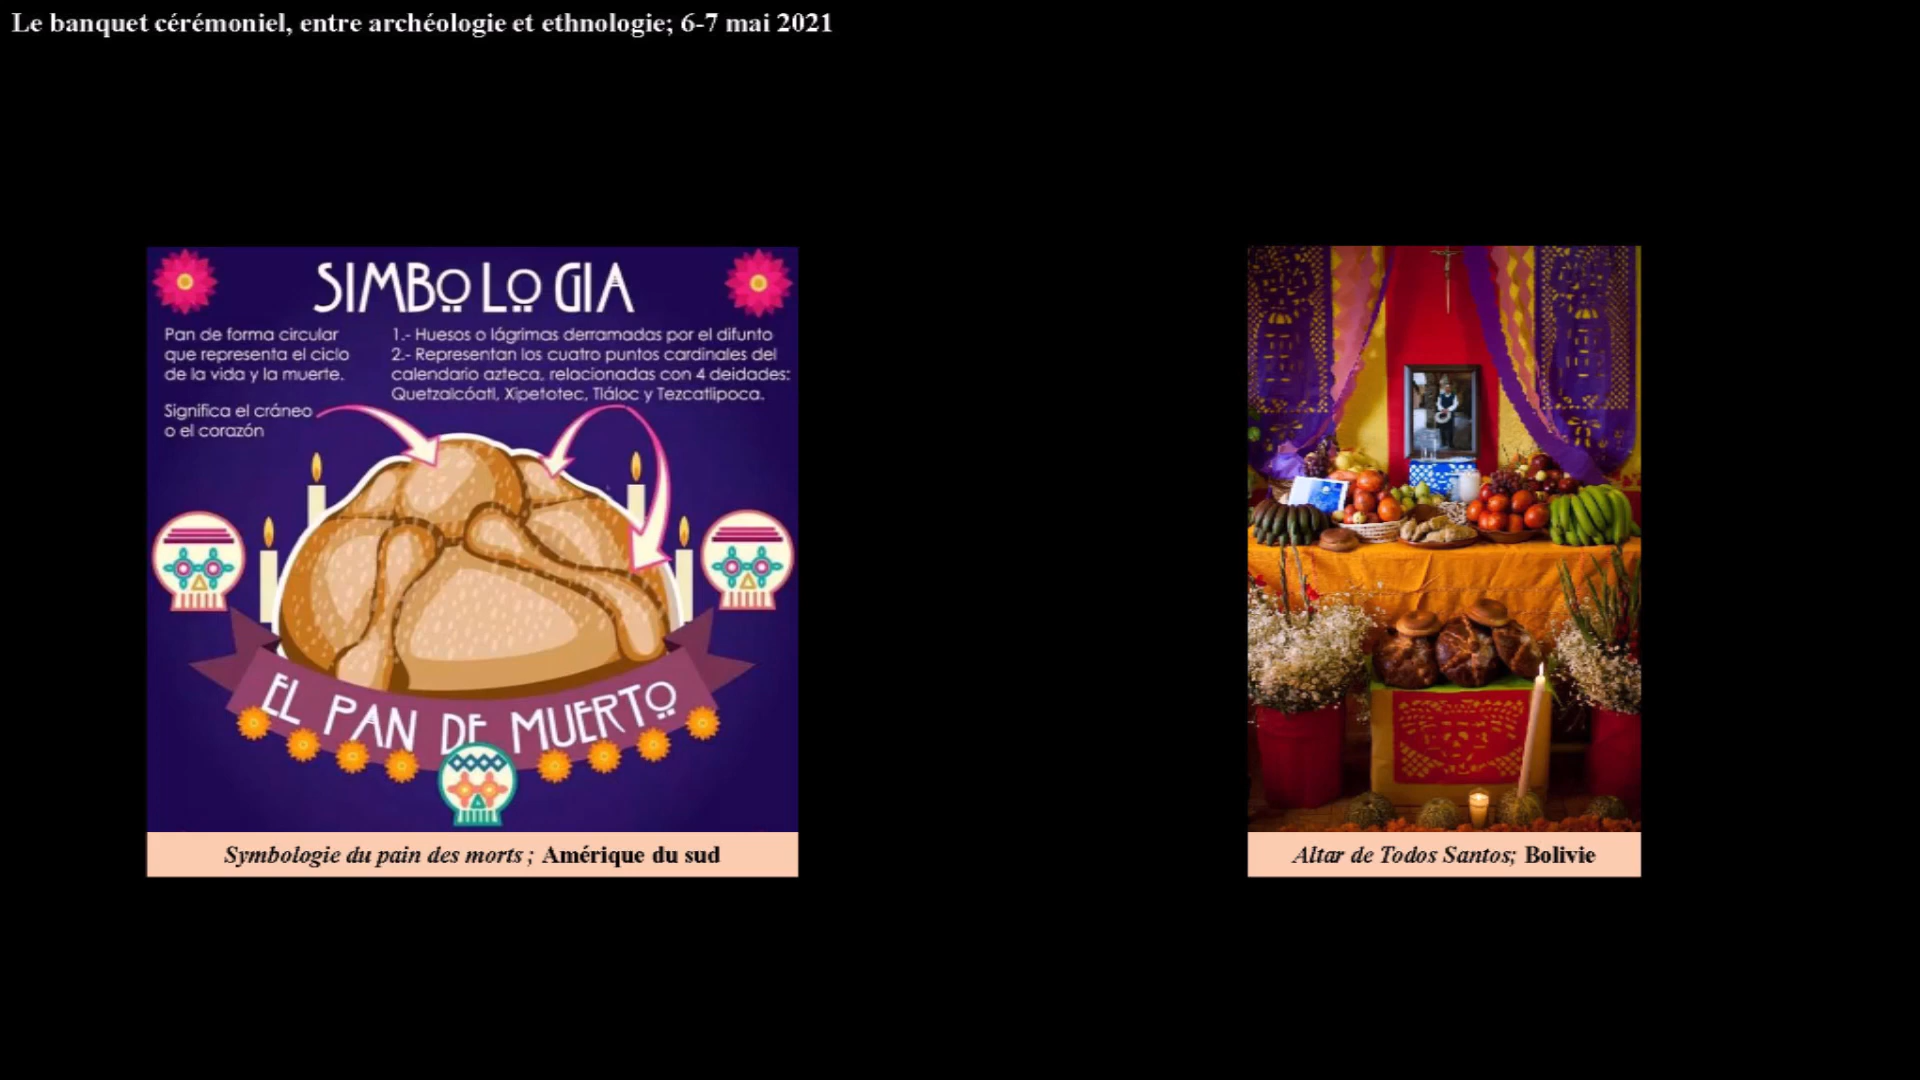 Le banquet cérémoniel, entre archéologie et ethnologie; 6-7 mai 2021
SIMBOLOGIA
Pan de forma circular
que representa el ciclo
de la vida y la muerte.
Significa el cráneo
o el corazón
1.- Huesos o lágrimas derramadas por el difunto
2.- Representan los cuatro puntos cardinales del
calendario azteca, relacionadas con 4 deidades:
Quetzalcóatl, Xipetotec, Tláloc y Tezcatlipoca.
EL PAN DE MUERTO
Symbologie du pain des morts ; Amérique du sud
Altar de Todos Santos; Bolivie